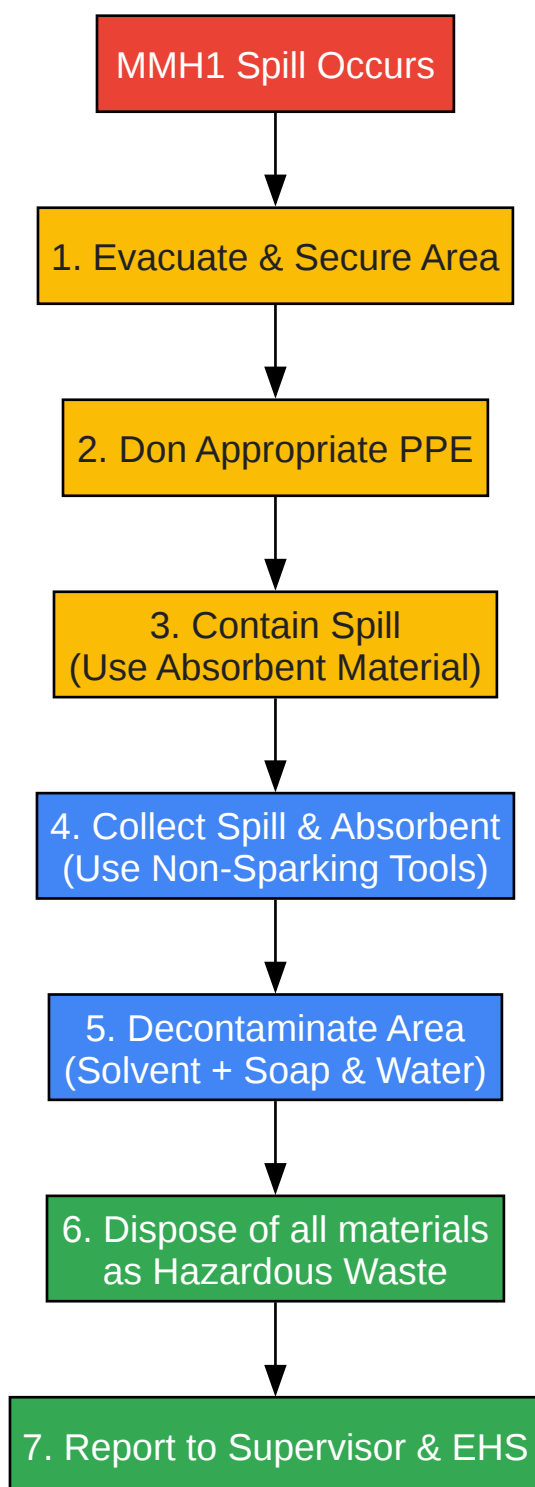 MMH1 Spill Occurs
1. Evacuate & Secure Area
2. Don Appropriate PPE
3. Contain Spill
(Use Absorbent Material)
4. Collect Spill & Absorbent
(Use Non-Sparking Tools)
5. Decontaminate Area
(Solvent + Soap & Water)
6. Dispose of all materials
as Hazardous Waste
7. Report to Supervisor & EHS